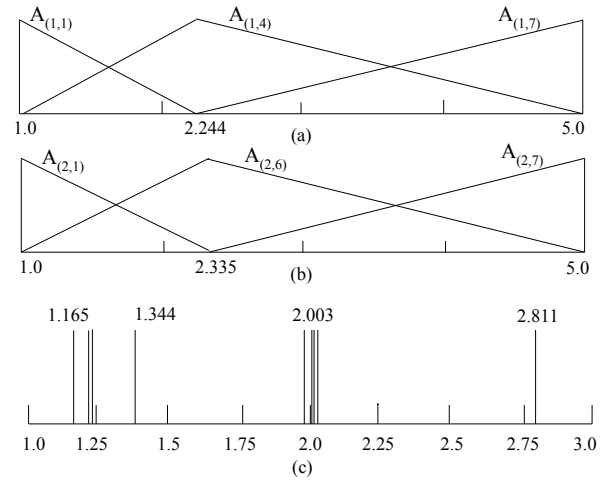 A(1,1) A(1,4) A(1,7)
1.0 2.244 5.0
(a)
A(2,1) A(2,6) A(2,7)
1.0 2.335 5.0
(b)
1.165 1.344 2.003 2.811
1.0 1.25 1.5 1.75 2.0 2.25 2.5 2.75 3.0
(c)